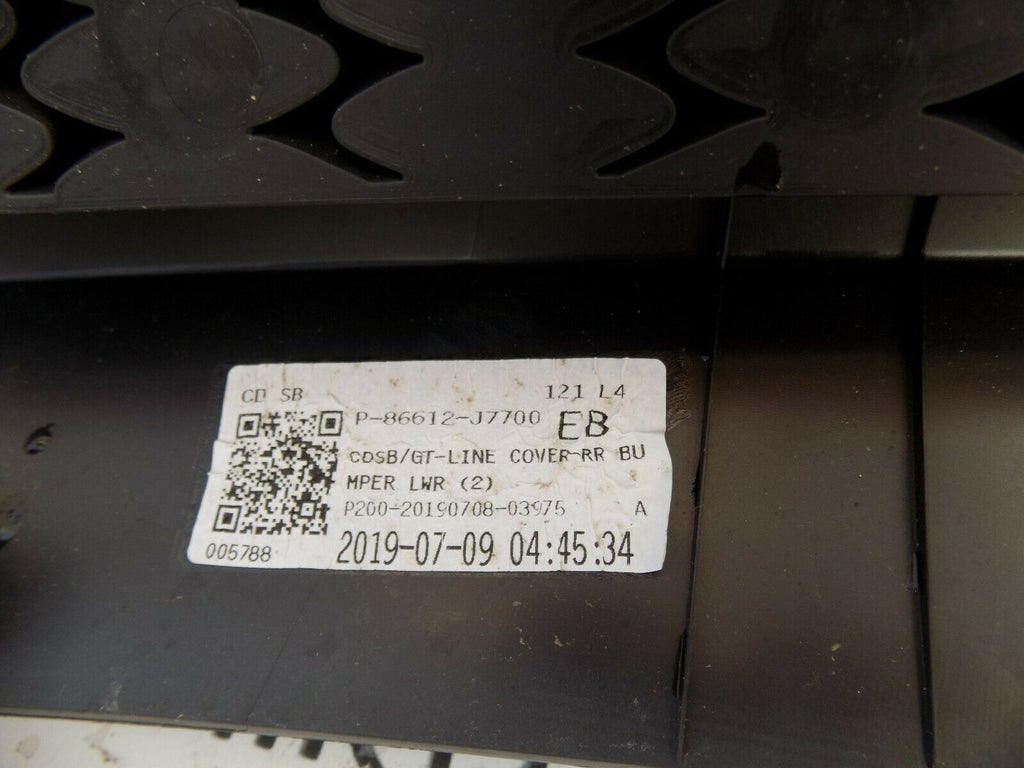 CD SB 121 L4
P-86612-J7700 EB
CDSB/GT-LINE COVER-RR BU
MPER LWR (2)
P200-20190708-03975 A
005788 2019-07-09 04:45:34